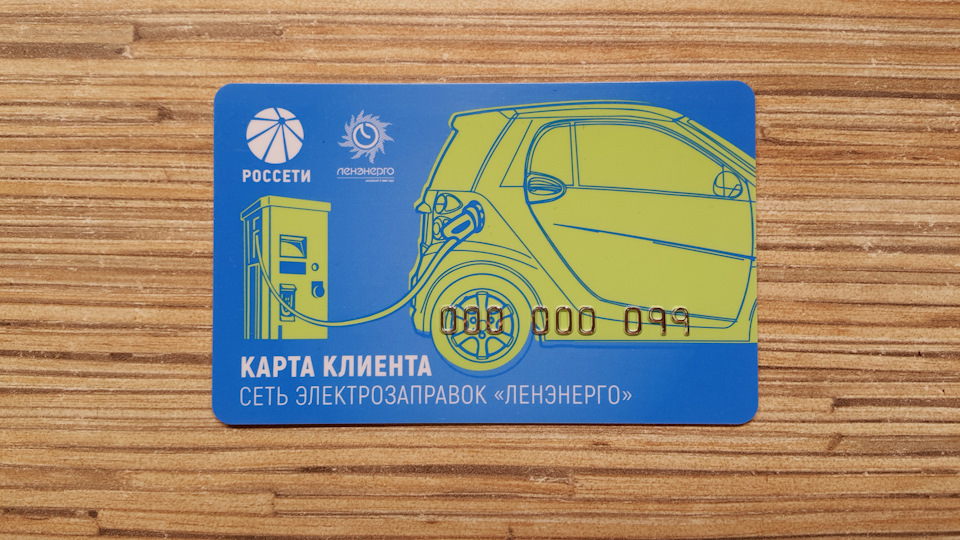 РОССЕТИ
ленэнерго
000 000 099
КАРТА КЛИЕНТА
СЕТЬ ЭЛЕКТРОЗАПРАВОК «ЛЕНЭНЕРГО»